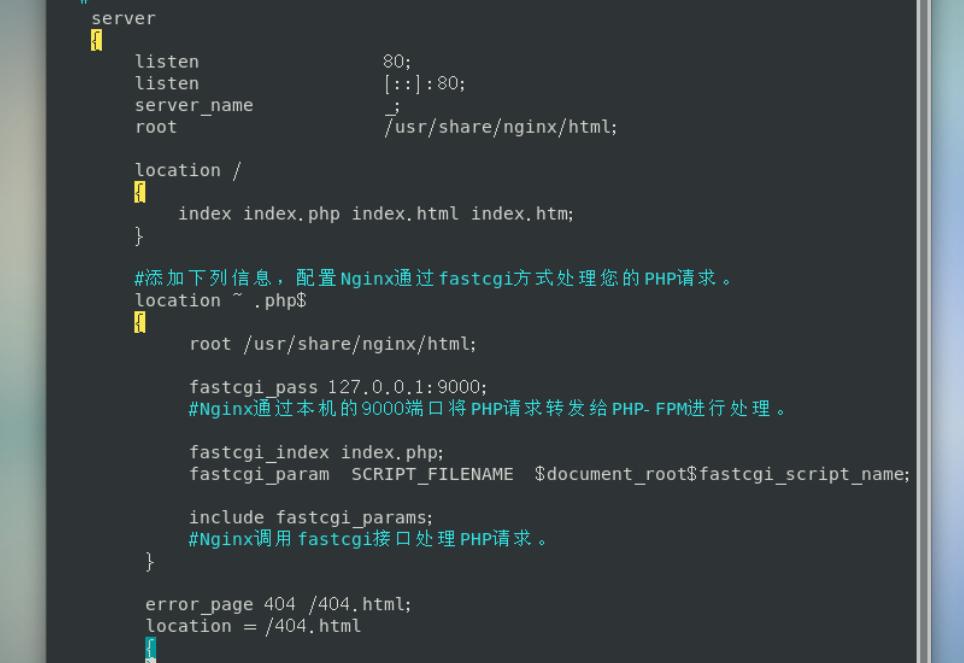 server
{
listen 80;
listen [::]:80;
server_name _;
root /usr/share/nginx/html;
location /
{
index index.php index.html index.htm;
}
#添加下列信息，配置Nginx通过fastcgi方式处理您的PHP请求。
location ~ .php$
{
root /usr/share/nginx/html;
fastcgi_pass 127.0.0.1:9000;
#Nginx通过本机的9000端口将PHP请求转发给PHP-FPM进行处理。
fastcgi_index index.php;
fastcgi_param SCRIPT_FILENAME $document_root$fastcgi_script_name;
include fastcgi_params;
#Nginx调用fastcgi接口处理PHP请求。
}
error_page 404 /404.html;
location = /404.html
{